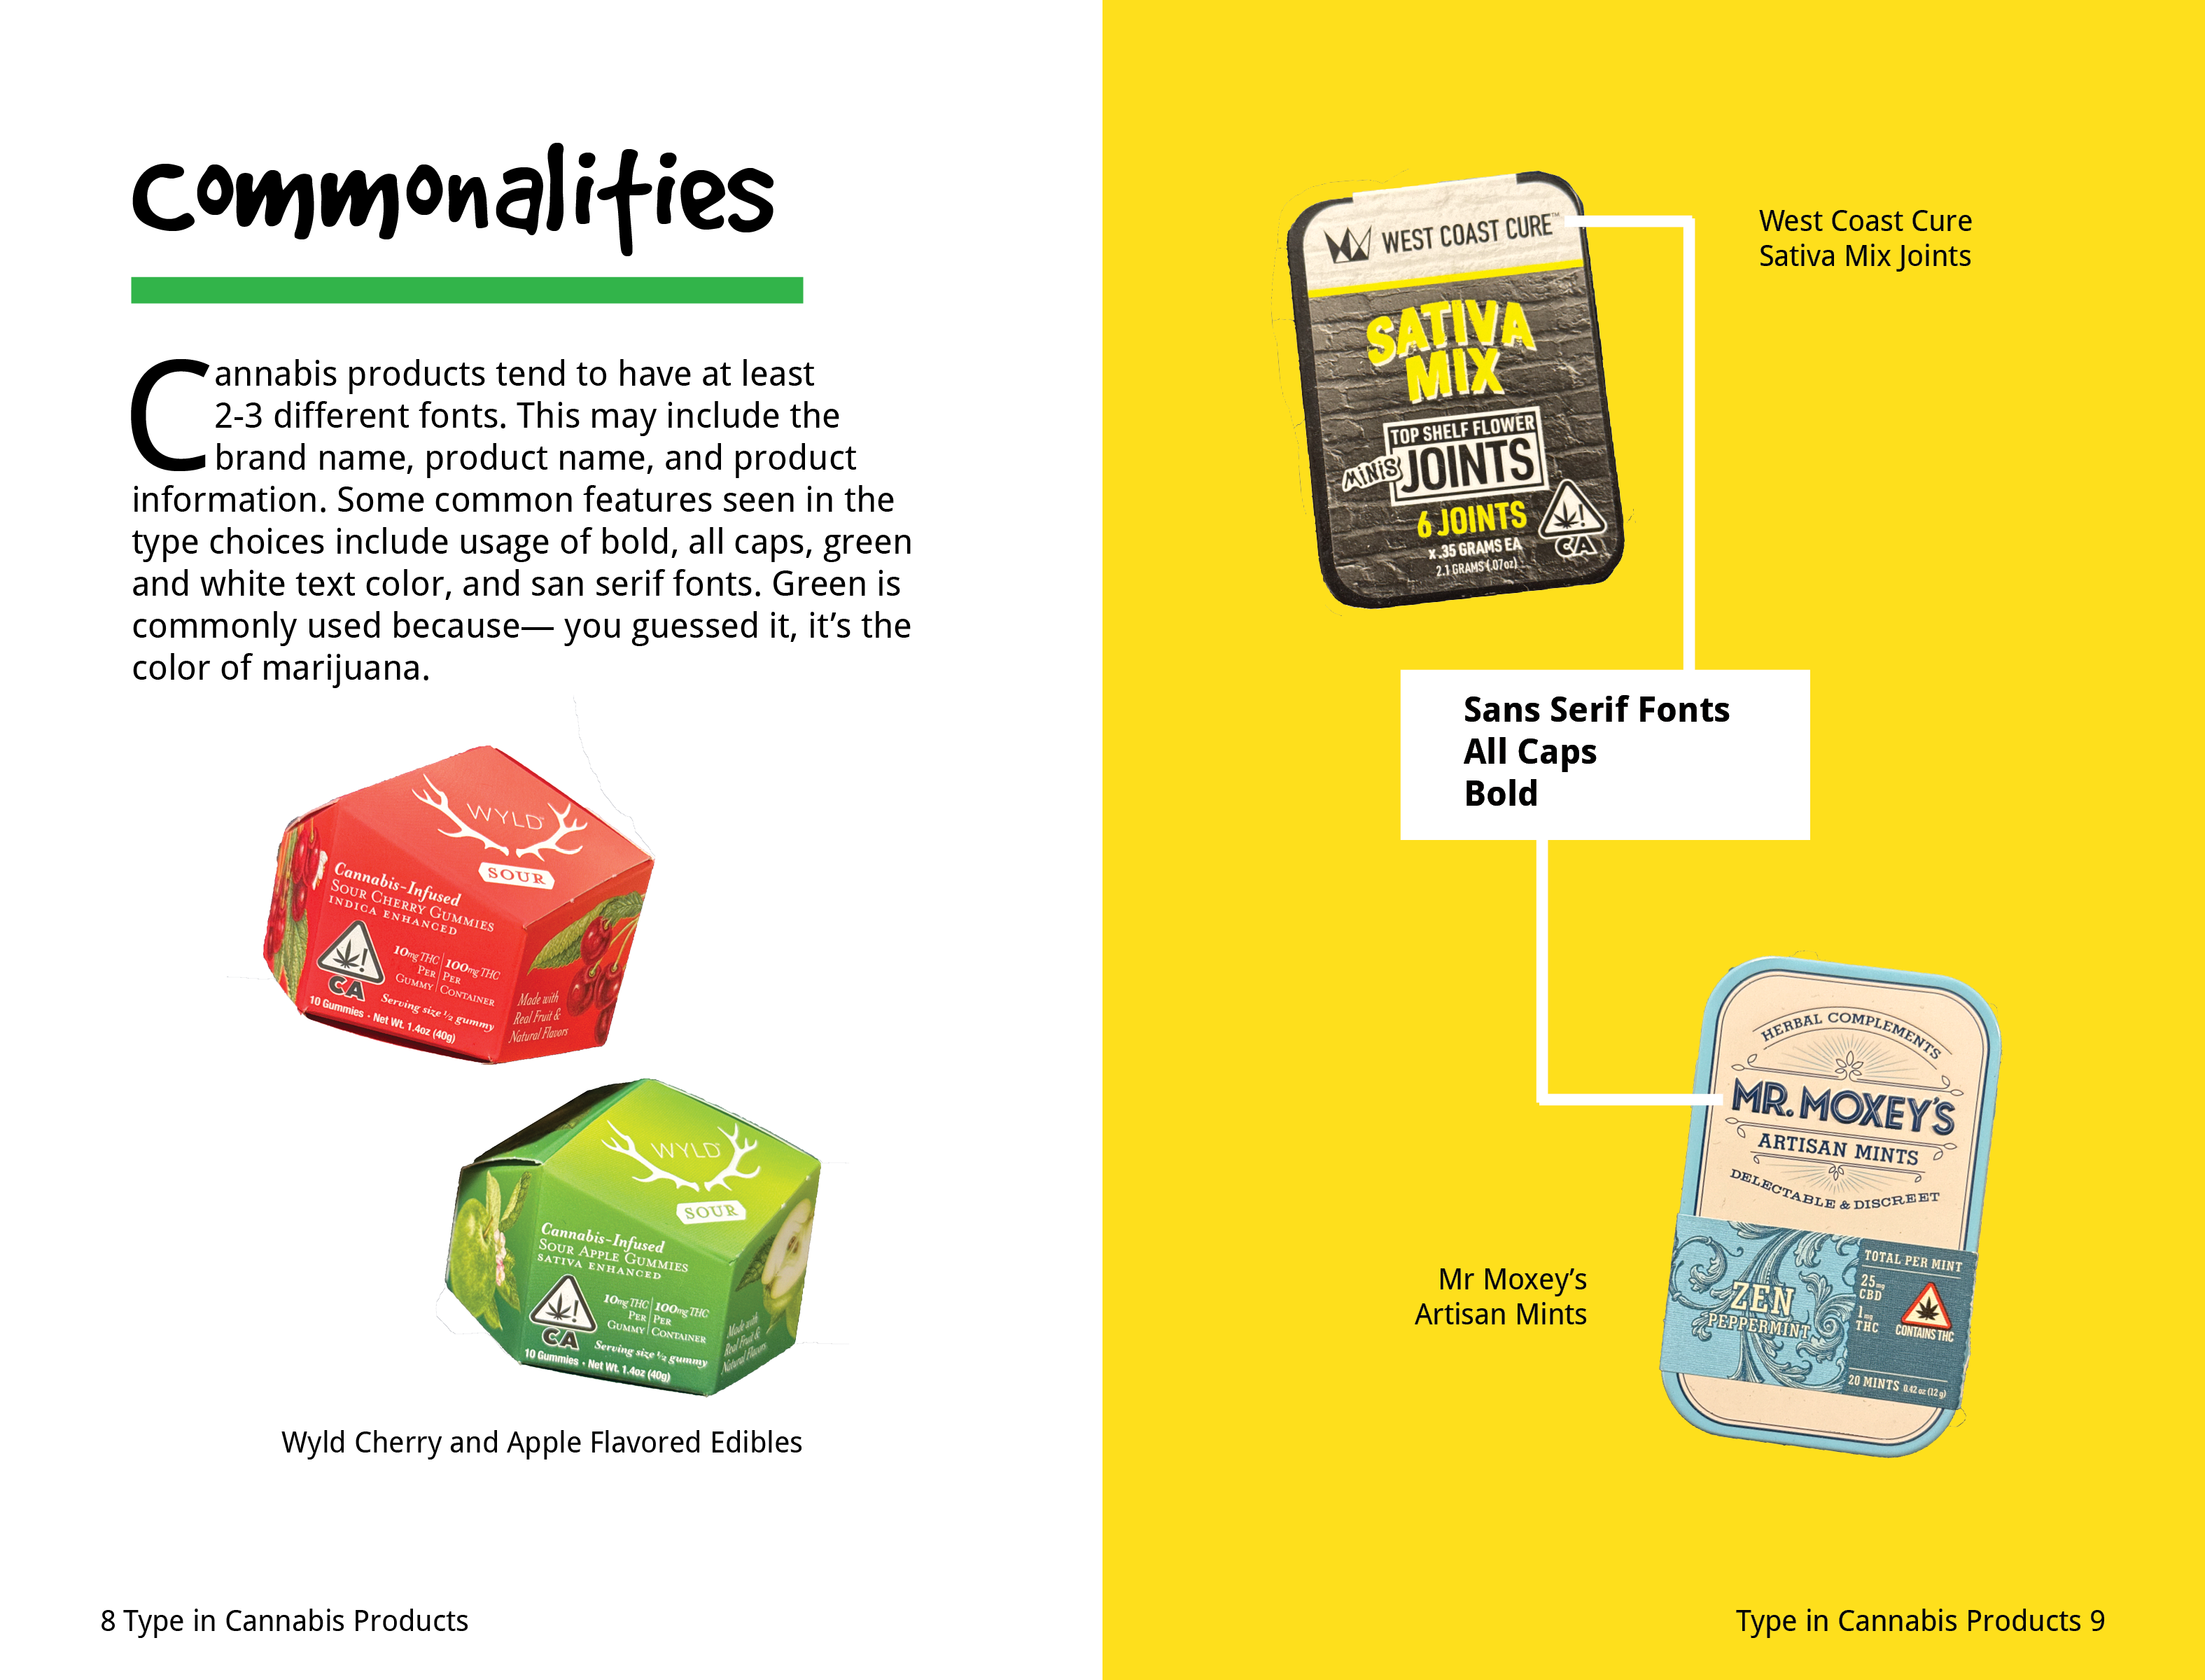 commonalities
Cannabis products tend to have at least
2-3 different fonts. This may include the
brand name, product name, and product
information. Some common features seen in the
type choices include usage of bold, all caps, green
and white text color, and san serif fonts. Green is
commonly used because— you guessed it, it’s the
color of marijuana.
WYLD
SOUR
Cannabis-Infused
SOUR CHERRY GUMMIES
INDICA ENHANCED
10mg THC 100mg THC
PER PER
GUMMY CONTAINER
CA
Serving size ½ gummy
10 Gummies • Net Wt. 1.4oz (40g)
Made with
Real Fruit &
Natural Flavors
WYLD
SOUR
Cannabis-Infused
SOUR APPLE GUMMIES
SATIVA ENHANCED
10mg THC 100mg THC
PER PER
GUMMY CONTAINER
CA
Serving size ½ gummy
10 Gummies • Net Wt. 1.4oz (40g)
Made with
Real Fruit &
Natural Flavors
Wyld Cherry and Apple Flavored Edibles
8 Type in Cannabis Products
WEST COAST CURE™
SATIVA
MIX
TOP SHELF FLOWER
MINIS JOINTS
6 JOINTS
x .35 GRAMS EA
2.1 GRAMS (.07oz)
CA
West Coast Cure
Sativa Mix Joints
Sans Serif Fonts
All Caps
Bold
HERBAL COMPLEMENTS
MR. MOXEY'S
ARTISAN MINTS
DELECTABLE & DISCREET
ZEN
PEPPERMINT
TOTAL PER MINT
25mg
CBD
1mg
THC
CONTAINS THC
20 MINTS 0.42 oz (12 g)
Mr Moxey’s
Artisan Mints
Type in Cannabis Products 9